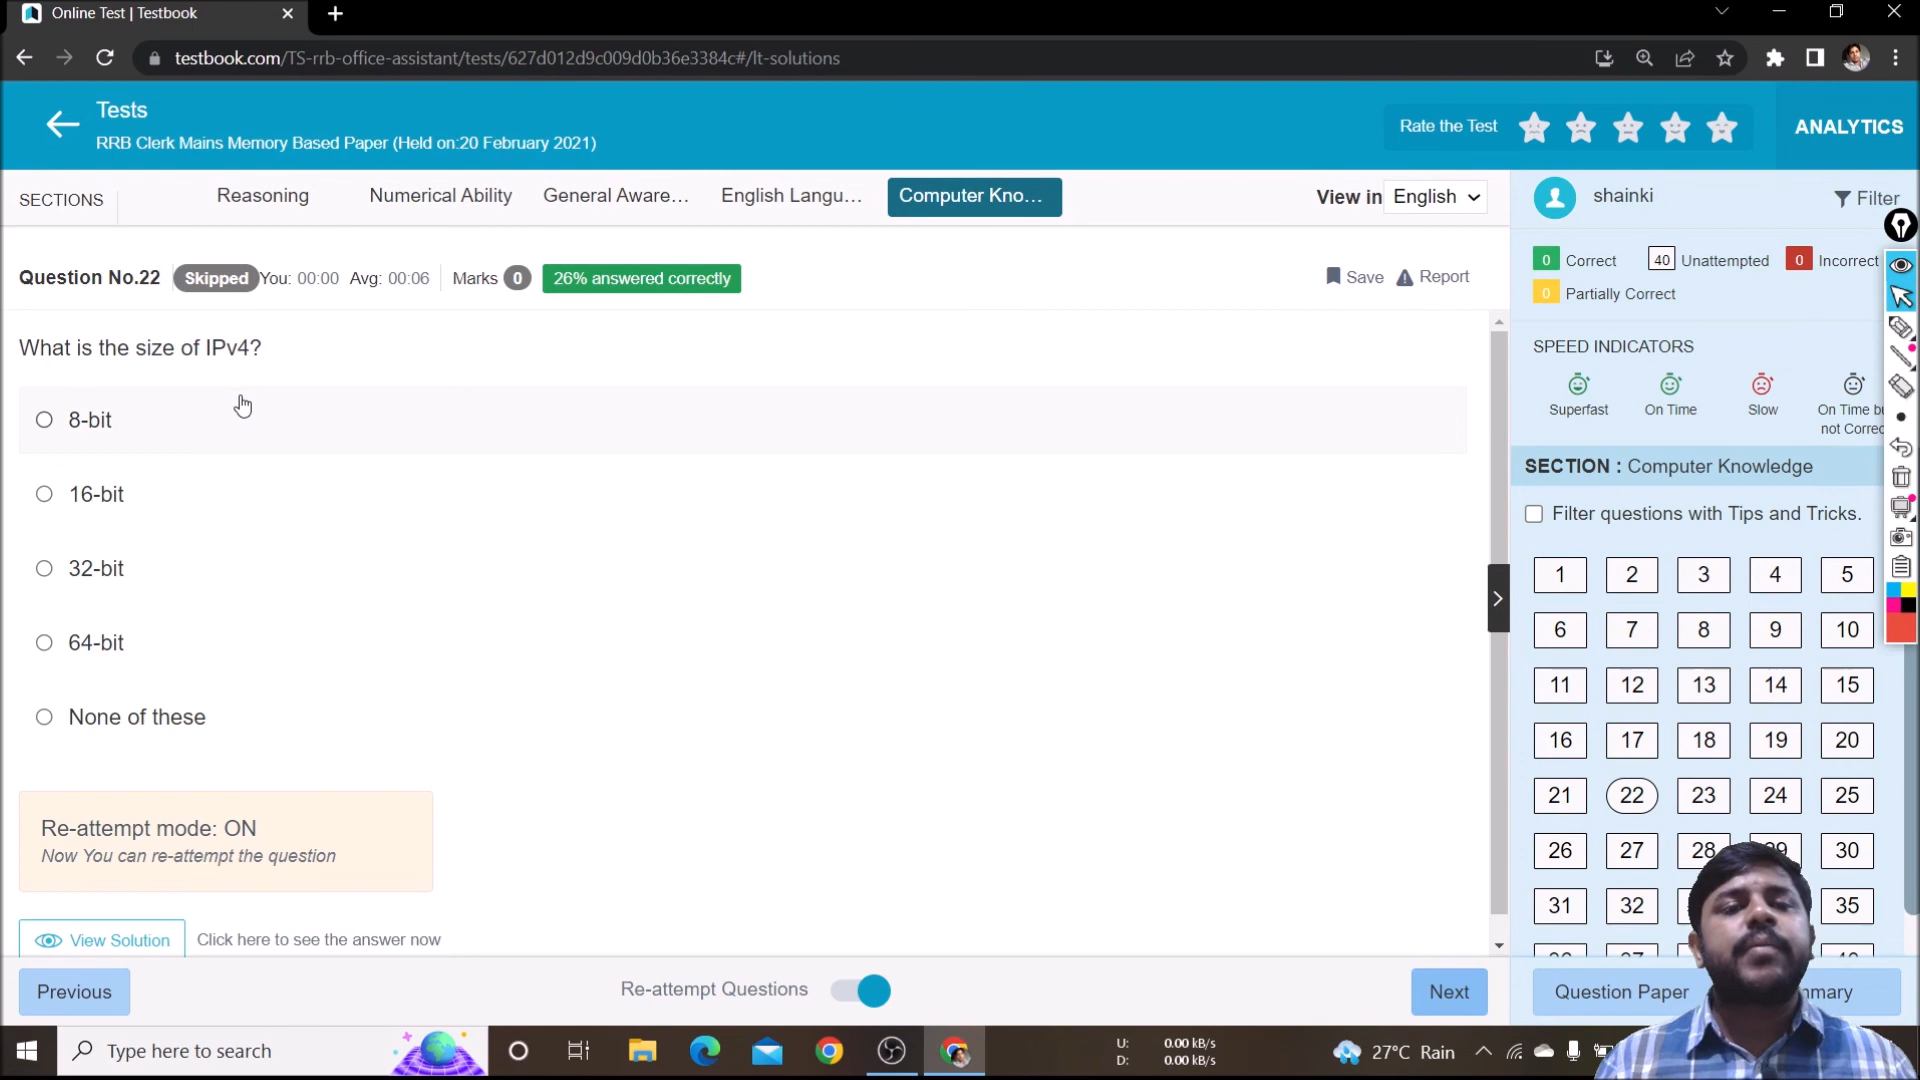 Online Test | Testbook
testbook.com/TS-rrb-office-assistant/tests/627d012d9c009d0b36e3384c#/lt-solutions
Tests
RRB Clerk Mains Memory Based Paper (Held on:20 February 2021)
Rate the Test
ANALYTICS
SECTIONS
Reasoning
Numerical Ability
General Aware...
English Langu...
Computer Kno...
View in English
shainki
Filter
Question No.22 Skipped You: 00:00 Avg: 00:06 Marks 0 26% answered correctly
Save Report
0 Correct 40 Unattempted 0 Incorrect
0 Partially Correct
What is the size of IPv4?
8-bit
16-bit
32-bit
64-bit
None of these
SPEED INDICATORS
Superfast On Time Slow On Time
not Correc
SECTION : Computer Knowledge
Filter questions with Tips and Tricks.
1 2 3 4 5
6 7 8 9 10
11 12 13 14 15
16 17 18 19 20
21 22 23 24 25
26 27 28 29 30
31 32 35
Re-attempt mode: ON
Now You can re-attempt the question
View Solution Click here to see the answer now
Previous
Re-attempt Questions
Next
Question Paper
Type here to search
U: 0.00 kB/s
D: 0.00 kB/s
27°C Rain